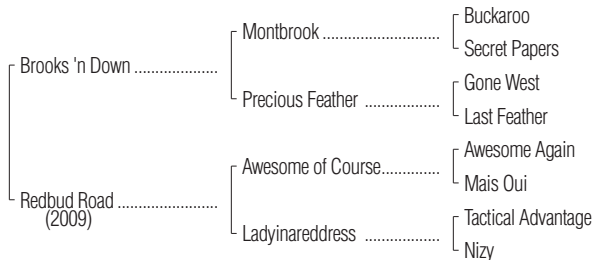 Buckaroo
Montbrook ....................
Secret Papers
Brooks 'n Down ..............
Gone West
Precious Feather .............
Last Feather
Awesome Again
Awesome of Course..........
Mais Oui
Redbud Road .................
(2009)
Tactical Advantage
Ladyinareddress .............
Nizy